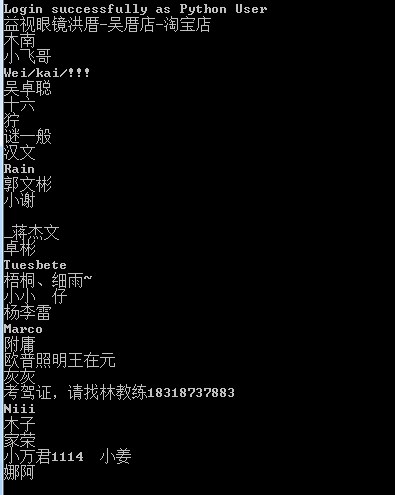 Login successfully as Python User
益视眼镜洪厝-吴厝店-淘宝店
木南
小飞哥
Wei/kai/!!!
吴卓聪
十六
狞
谜一般
汉文
Rain
郭文彬
小谢
_蒋杰文
卓彬
Tuesbete
梧桐、细雨~
小小 仔
杨李雷
Marco
附庸
欧普照明王在元
灰灰
考驾证，请找林教练18318737883
Niii
木子
家荣
小万君1114 小姜
娜阿